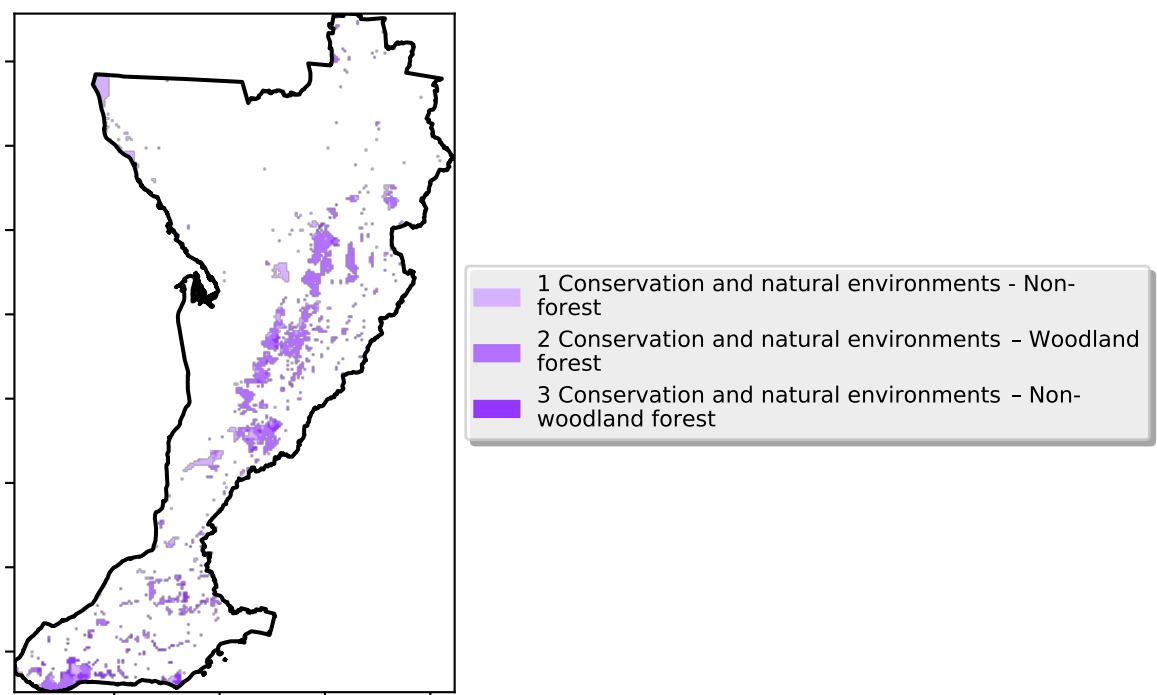 1 Conservation and natural environments - Non-
forest
2 Conservation and natural environments – Woodland
forest
3 Conservation and natural environments – Non-
woodland forest